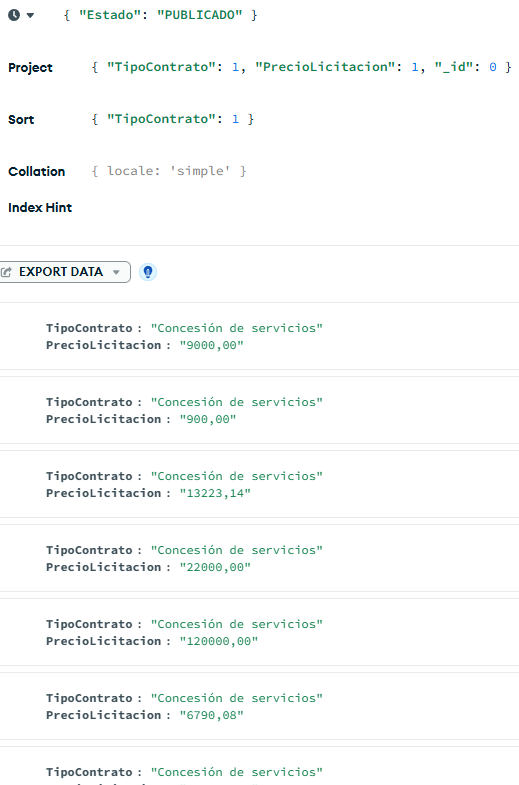 { "Estado": "PUBLICADO" }
Project { "TipoContrato": 1, "PrecioLicitacion": 1, "_id": 0 }
Sort { "TipoContrato": 1 }
Collation { locale: 'simple' }
Index Hint
EXPORT DATA
TipoContrato : "Concesión de servicios"
PrecioLicitacion : "9000,00"
TipoContrato : "Concesión de servicios"
PrecioLicitacion : "900,00"
TipoContrato : "Concesión de servicios"
PrecioLicitacion : "13223,14"
TipoContrato : "Concesión de servicios"
PrecioLicitacion : "22000,00"
TipoContrato : "Concesión de servicios"
PrecioLicitacion : "120000,00"
TipoContrato : "Concesión de servicios"
PrecioLicitacion : "6790,08"
TipoContrato : "Concesión de servicios"